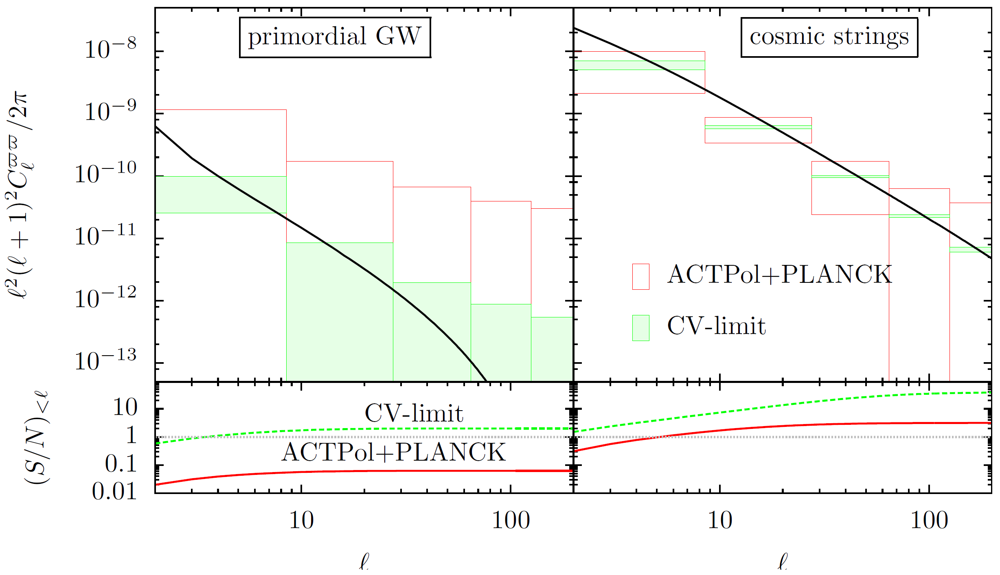 primordial GW
cosmic strings
ℓ²(ℓ + 1)²C_ℓ^{ϖϖ}/2π
10⁻⁸
10⁻⁹
10⁻¹⁰
10⁻¹¹
10⁻¹²
10⁻¹³
ACTPol+PLANCK
CV-limit
(S/N)_{<ℓ}
10
1
0.1
0.01
CV-limit
ACTPol+PLANCK
10
100
10
100
ℓ
ℓ